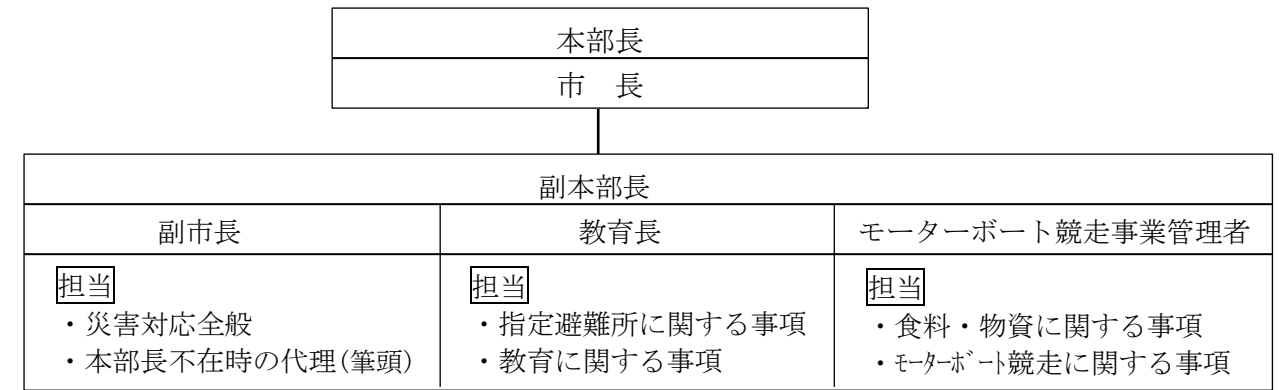 本部長
市　長
副本部長
副市長
教育長
モーターボート競走事業管理者
担当
・災害対応全般
・本部長不在時の代理(筆頭)
担当
・指定避難所に関する事項
・教育に関する事項
担当
・食料・物資に関する事項
・ﾓｰﾀｰﾎﾞｰﾄ競走に関する事項